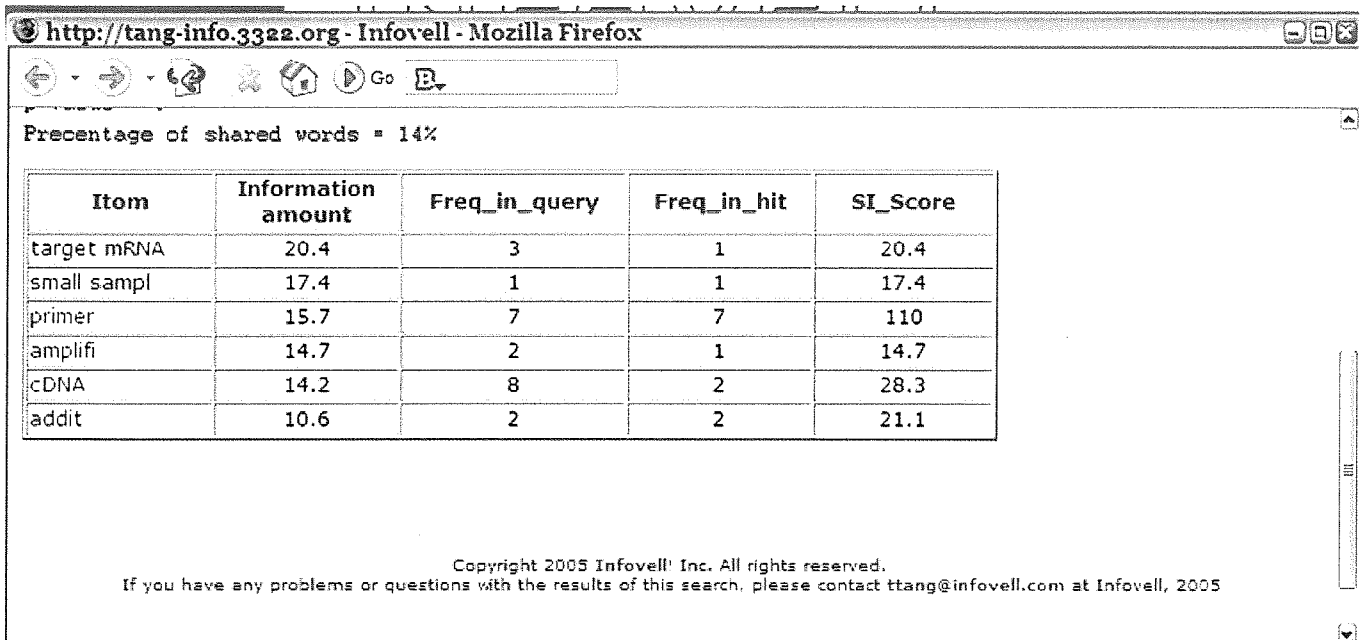 http://tang-info.3322.org - Infovell - Mozilla Firefox
Go
Precentage of shared words = 14%
Itom Information amount Freq_in_query Freq_in_hit SI_Score
target mRNA 20.4 3 1 20.4
small sampl 17.4 1 1 17.4
primer 15.7 7 7 110
amplifi 14.7 2 1 14.7
cDNA 14.2 8 2 28.3
addit 10.6 2 2 21.1
Copyright 2005 Infovell' Inc. All rights reserved.
If you have any problems or questions with the results of this search, please contact ttang@infovell.com at Infovell, 2005